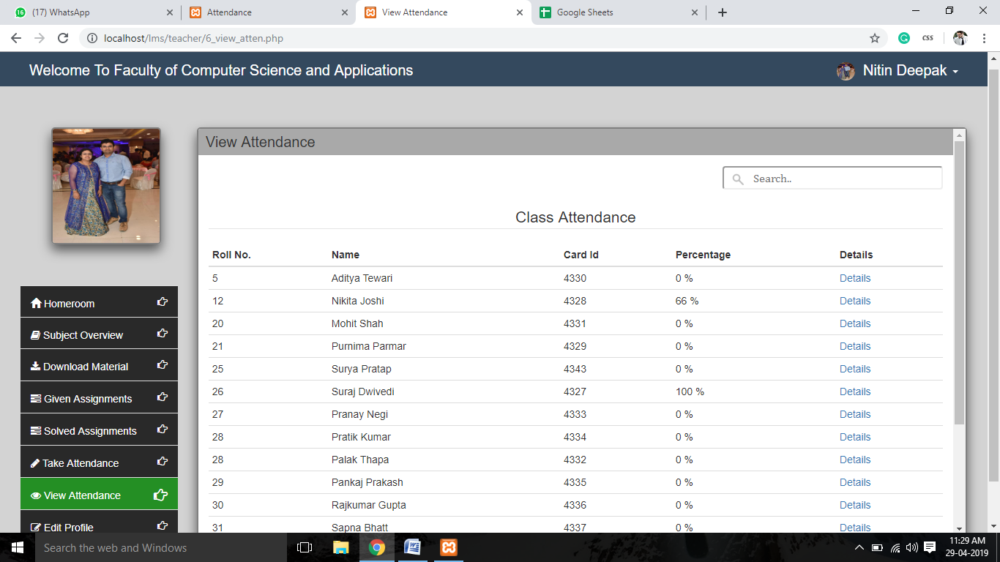 16 (17) WhatsApp Attendance View Attendance Google Sheets
localhost/lms/teacher/6_view_atten.php css
Welcome To Faculty of Computer Science and Applications Nitin Deepak
View Attendance
Search..
Class Attendance
Roll No. Name Card Id Percentage Details
5 Aditya Tewari 4330 0 % Details
12 Nikita Joshi 4328 66 % Details
20 Mohit Shah 4331 0 % Details
21 Purnima Parmar 4329 0 % Details
25 Surya Pratap 4343 0 % Details
26 Suraj Dwivedi 4327 100 % Details
27 Pranay Negi 4333 0 % Details
28 Pratik Kumar 4334 0 % Details
28 Palak Thapa 4332 0 % Details
29 Pankaj Prakash 4335 0 % Details
30 Rajkumar Gupta 4336 0 % Details
31 Sapna Bhatt 4337 0 % Details
Homeroom
Subject Overview
Download Material
Given Assignments
Solved Assignments
Take Attendance
View Attendance
Edit Profile
Search the web and Windows
11:29 AM
29-04-2019